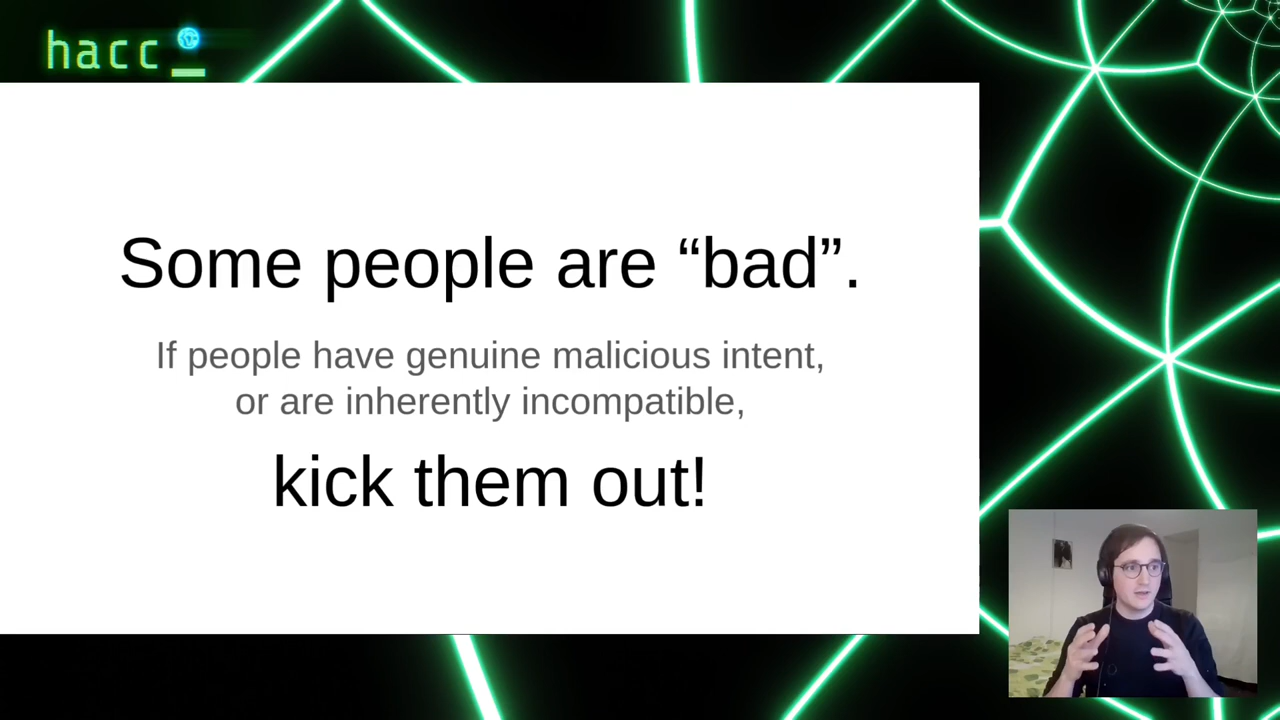 hacc_
Some people are “bad”.
If people have genuine malicious intent,
or are inherently incompatible,
kick them out!